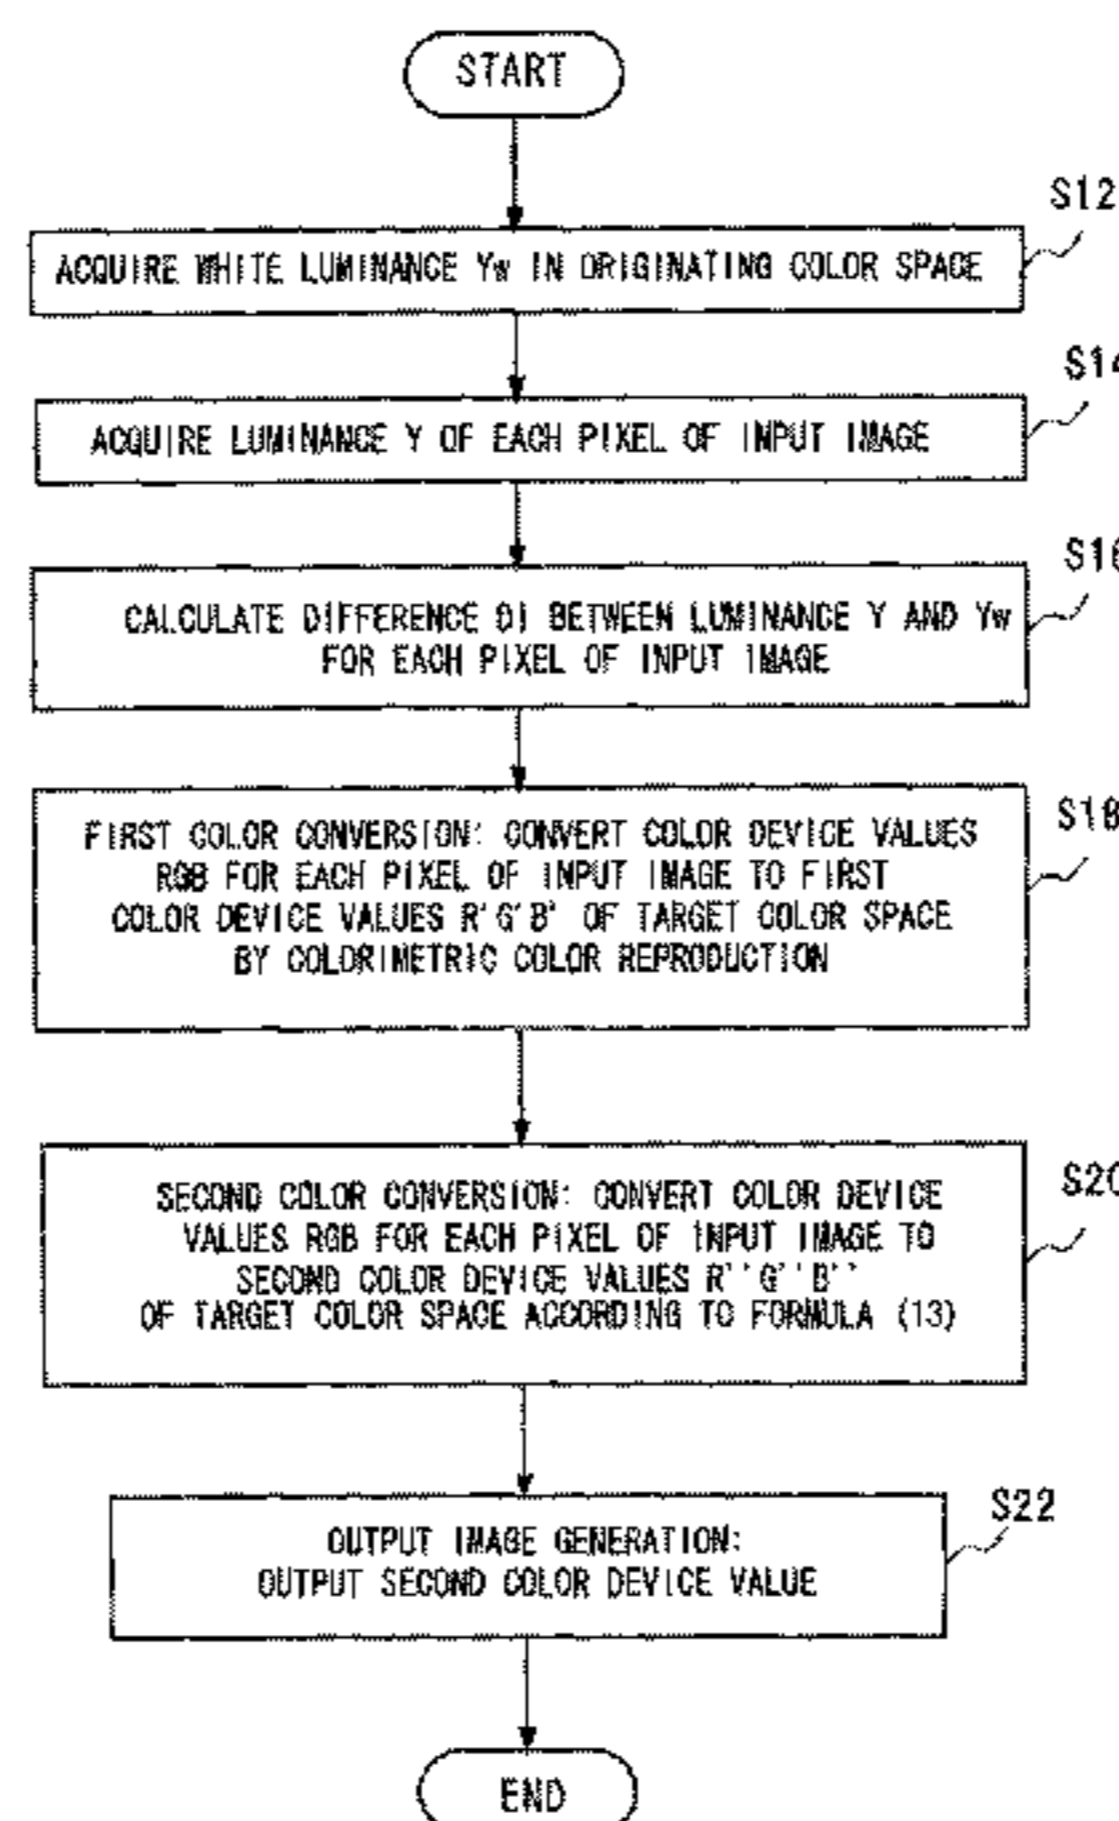 START
S12
ACQUIRE WHITE LUMINANCE Yw IN ORIGINATING COLOR SPACE
S14
ACQUIRE LUMINANCE Y OF EACH PIXEL OF INPUT IMAGE
S16
CALCULATE DIFFERENCE DI BETWEEN LUMINANCE Y AND Yw
FOR EACH PIXEL OF INPUT IMAGE
S18
FIRST COLOR CONVERSION: CONVERT COLOR DEVICE VALUES
RGB FOR EACH PIXEL OF INPUT IMAGE TO FIRST
COLOR DEVICE VALUES R'G'B' OF TARGET COLOR SPACE
BY COLORIMETRIC COLOR REPRODUCTION
S20
SECOND COLOR CONVERSION: CONVERT COLOR DEVICE
VALUES RGB FOR EACH PIXEL OF INPUT IMAGE TO
SECOND COLOR DEVICE VALUES R''G''B''
OF TARGET COLOR SPACE ACCORDING TO FORMULA (13)
S22
OUTPUT IMAGE GENERATION:
OUTPUT SECOND COLOR DEVICE VALUE
END